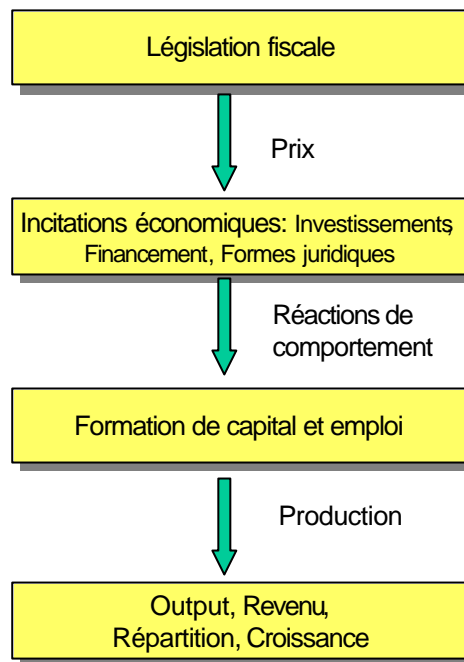 Législation fiscale
Prix
Incitations économiques: Investissements,
Financement, Formes juridiques
Réactions de
comportement
Formation de capital et emploi
Production
Output, Revenu,
Répartition, Croissance